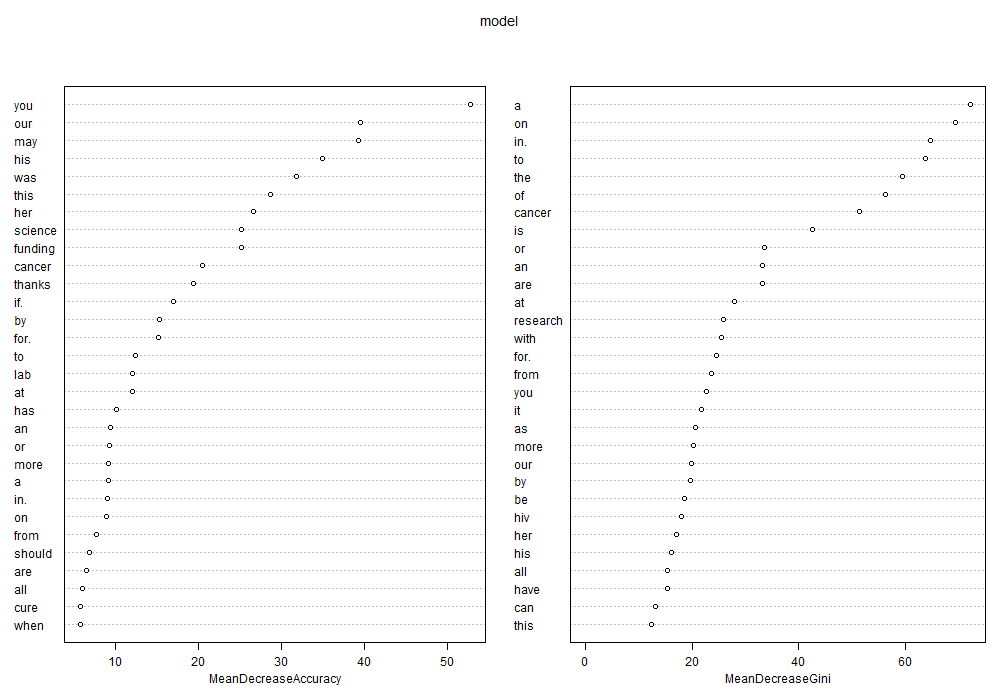 model
you
our
may
his
was
this
her
science
funding
cancer
thanks
if.
by
for.
to
lab
at
has
an
or
more
a
in.
on
from
should
are
all
cure
when
10 20 30 40 50
MeanDecreaseAccuracy
a
on
in.
to
the
of
cancer
is
or
an
are
at
research
with
for.
from
you
it
as
more
our
by
be
hiv
her
his
all
have
can
this
0 20 40 60
MeanDecreaseGini